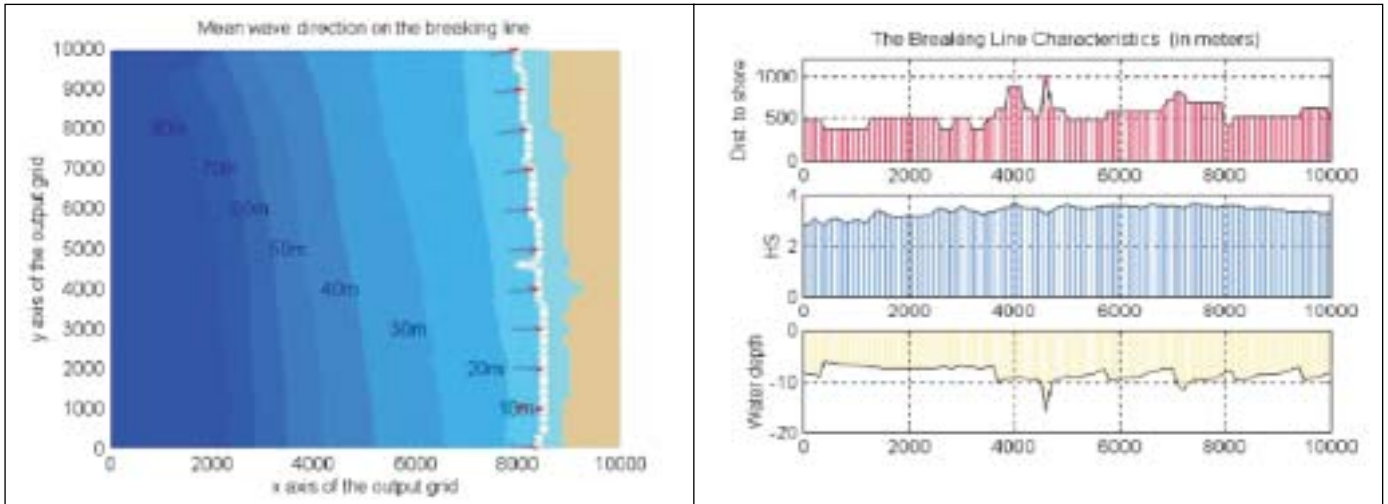 Mean wave direction on the breaking line
10000
9000
8000
7000
6000
5000
4000
3000
2000
1000
0
y axis of the output grid
70m
60m
50m
40m
30m
20m
10m
0 2000 4000 6000 8000 10000
x axis of the output grid
The Breaking Line Characteristics (in meters)
Dist. to shore
1000
500
0
0 2000 4000 6000 8000 10000
HS
4
2
0
0 2000 4000 6000 8000 10000
Water depth
0
-10
-20
0 2000 4000 6000 8000 10000